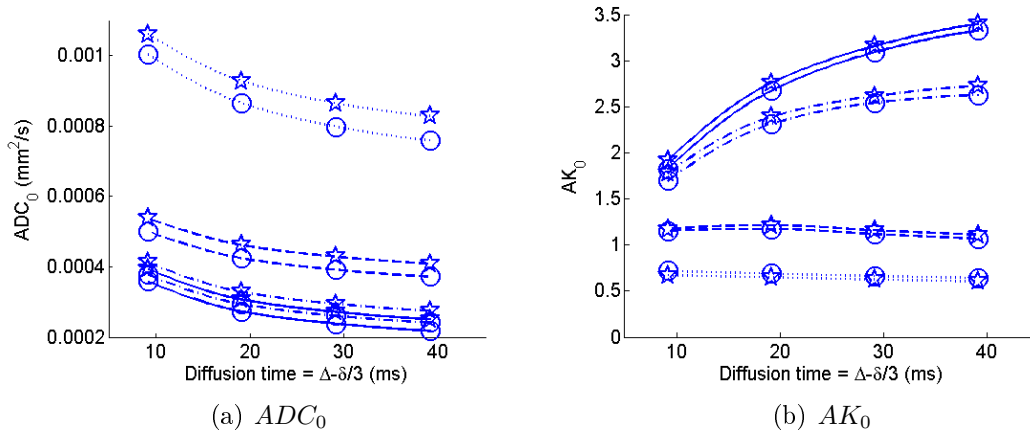 0.001
0.0008
0.0006
0.0004
0.0002
ADC₀ (mm²/s)
10 20 30 40
Diffusion time = Δ-δ/3 (ms)
(a) ADC₀
3.5
3
2.5
2
1.5
1
0.5
0
AK₀
10 20 30 40
Diffusion time = Δ-δ/3 (ms)
(b) AK₀